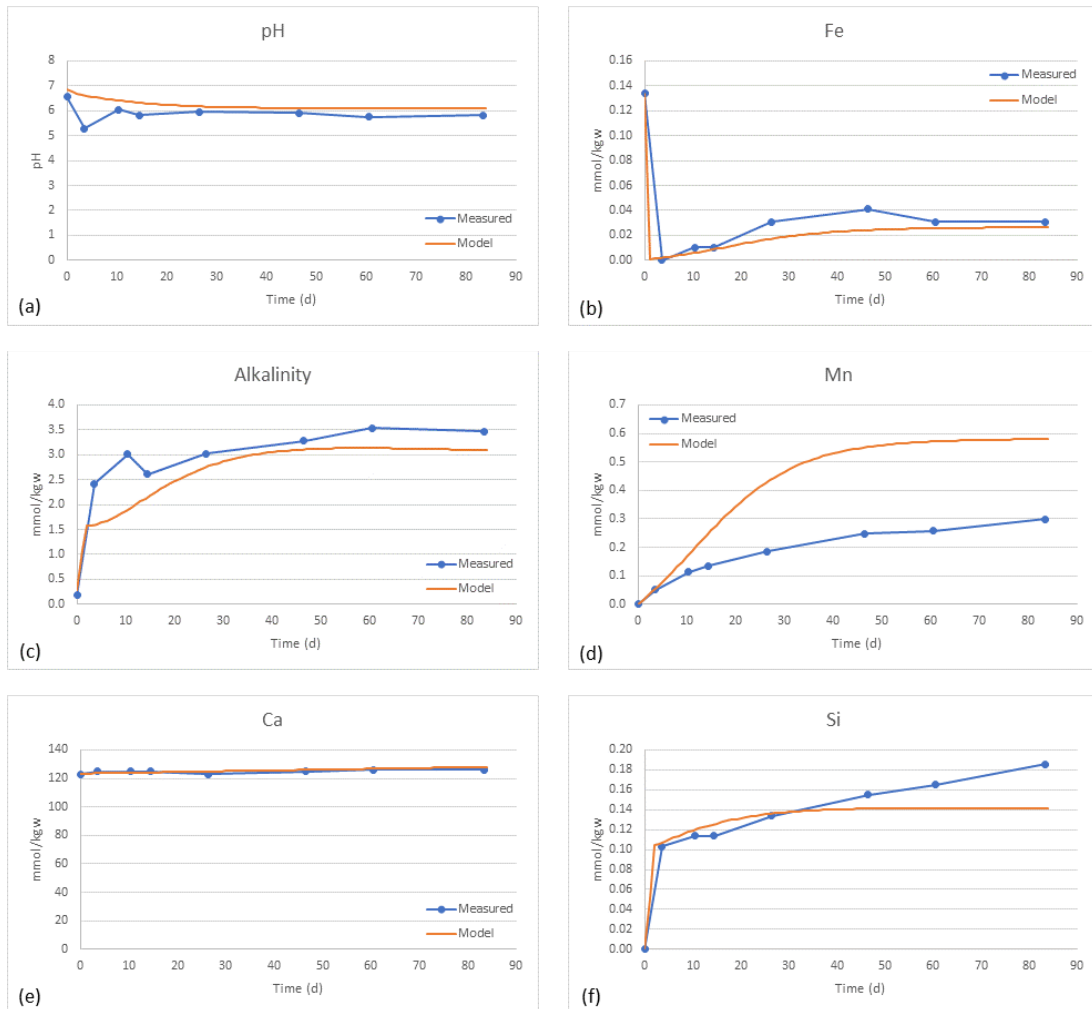 pH
8
7
6
5
4
3
2
1
0
pH
Measured
Model
0 10 20 30 40 50 60 70 80 90
Time (d)
(a)
Fe
0.16
0.14
0.12
0.10
0.08
0.06
0.04
0.02
0.00
mmol/kgw
Measured
Model
0 10 20 30 40 50 60 70 80 90
Time (d)
(b)
Alkalinity
4.0
3.5
3.0
2.5
2.0
1.5
1.0
0.5
0.0
mmol/kgw
Measured
Model
0 10 20 30 40 50 60 70 80 90
Time (d)
(c)
Mn
0.7
0.6
0.5
0.4
0.3
0.2
0.1
0.0
mmol/kgw
Measured
Model
0 10 20 30 40 50 60 70 80 90
Time (d)
(d)
Ca
140
120
100
80
60
40
20
0
mmol/kgw
Measured
Model
0 10 20 30 40 50 60 70 80 90
Time (d)
(e)
Si
0.20
0.18
0.16
0.14
0.12
0.10
0.08
0.06
0.04
0.02
0.00
mmol/kgw
Measured
Model
0 10 20 30 40 50 60 70 80 90
Time (d)
(f)